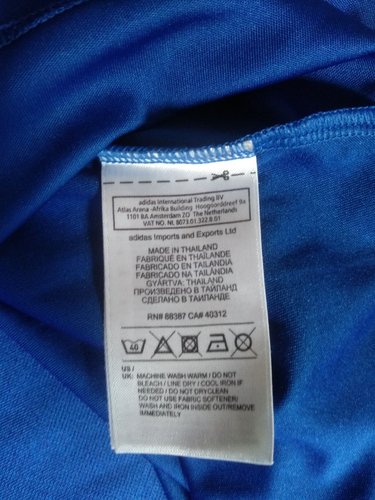 adidas International Trading BV
Atlas Arena -Afrika Building Hoogoorddreef 9a
1101 BA Amsterdam ZO The Netherlands
VAT NO. NL 8073.01.322.B.01
adidas Imports and Exports Ltd
MADE IN THAILAND
FABRIQUÉ EN THAÏLANDE
FABRICADO EN TAILANDIA
FABRICADO NA TAILÂNDIA
GYÁRTVA: THAILAND
ПРОИЗВЕДЕНО В ТАИЛАНД
СДЕЛАНО В ТАИЛАНДЕ
RN# 88387 CA# 40312
40
US /
UK: MACHINE WASH WARM / DO NOT
BLEACH / LINE DRY / COOL IRON IF
NEEDED / DO NOT DRYCLEAN
DO NOT USE FABRIC SOFTENER/
WASH AND IRON INSIDE OUT/REMOVE
IMMEDIATELY